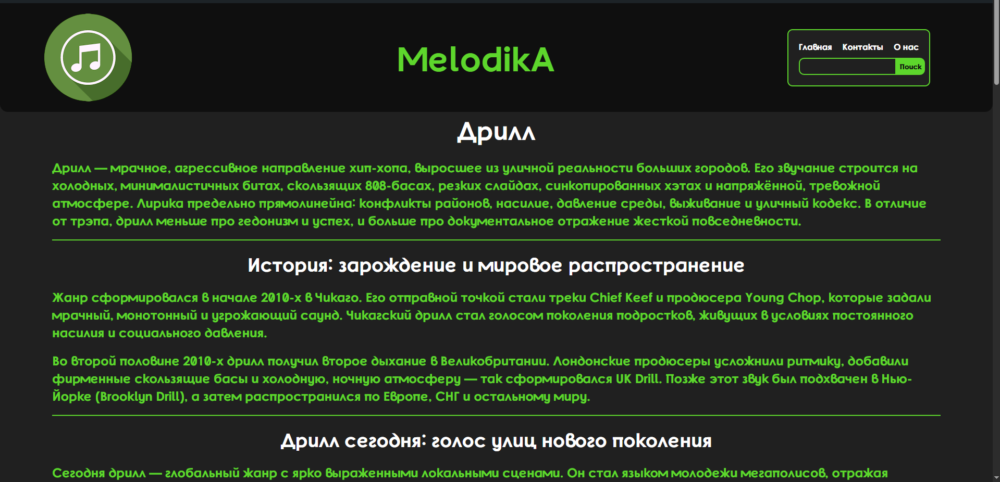 MelodikA
Главная Контакты О нас
Поиск
Дрилл
Дрилл — мрачное, агрессивное направление хип-хопа, выросшее из уличной реальности больших городов. Его звучание строится на
холодных, минималистичных битах, скользящих 808-басах, резких слайдах, синкопированных хэтах и напряжённой, тревожной
атмосфере. Лирика предельно прямолинейна: конфликты районов, насилие, давление среды, выживание и уличный кодекс. В отличие
от трэпа, дрилл меньше про гедонизм и успех, и больше про документальное отражение жесткой повседневности.
История: зарождение и мировое распространение
Жанр сформировался в начале 2010-х в Чикаго. Его отправной точкой стали треки Chief Keef и продюсера Young Chop, которые задали
мрачный, монотонный и угрожающий саунд. Чикагский дрилл стал голосом поколения подростков, живущих в условиях постоянного
насилия и социального давления.
Во второй половине 2010-х дрилл получил второе дыхание в Великобритании. Лондонские продюсеры усложнили ритмику, добавили
фирменные скользящие басы и холодную, ночную атмосферу — так сформировался UK Drill. Позже этот звук был подхвачен в Нью-
Йорке (Brooklyn Drill), а затем распространился по Европе, СНГ и остальному миру.
Дрилл сегодня: голос улиц нового поколения
Сегодня дрилл — глобальный жанр с ярко выраженными локальными сценами. Он стал языком молодежи мегаполисов, отражая